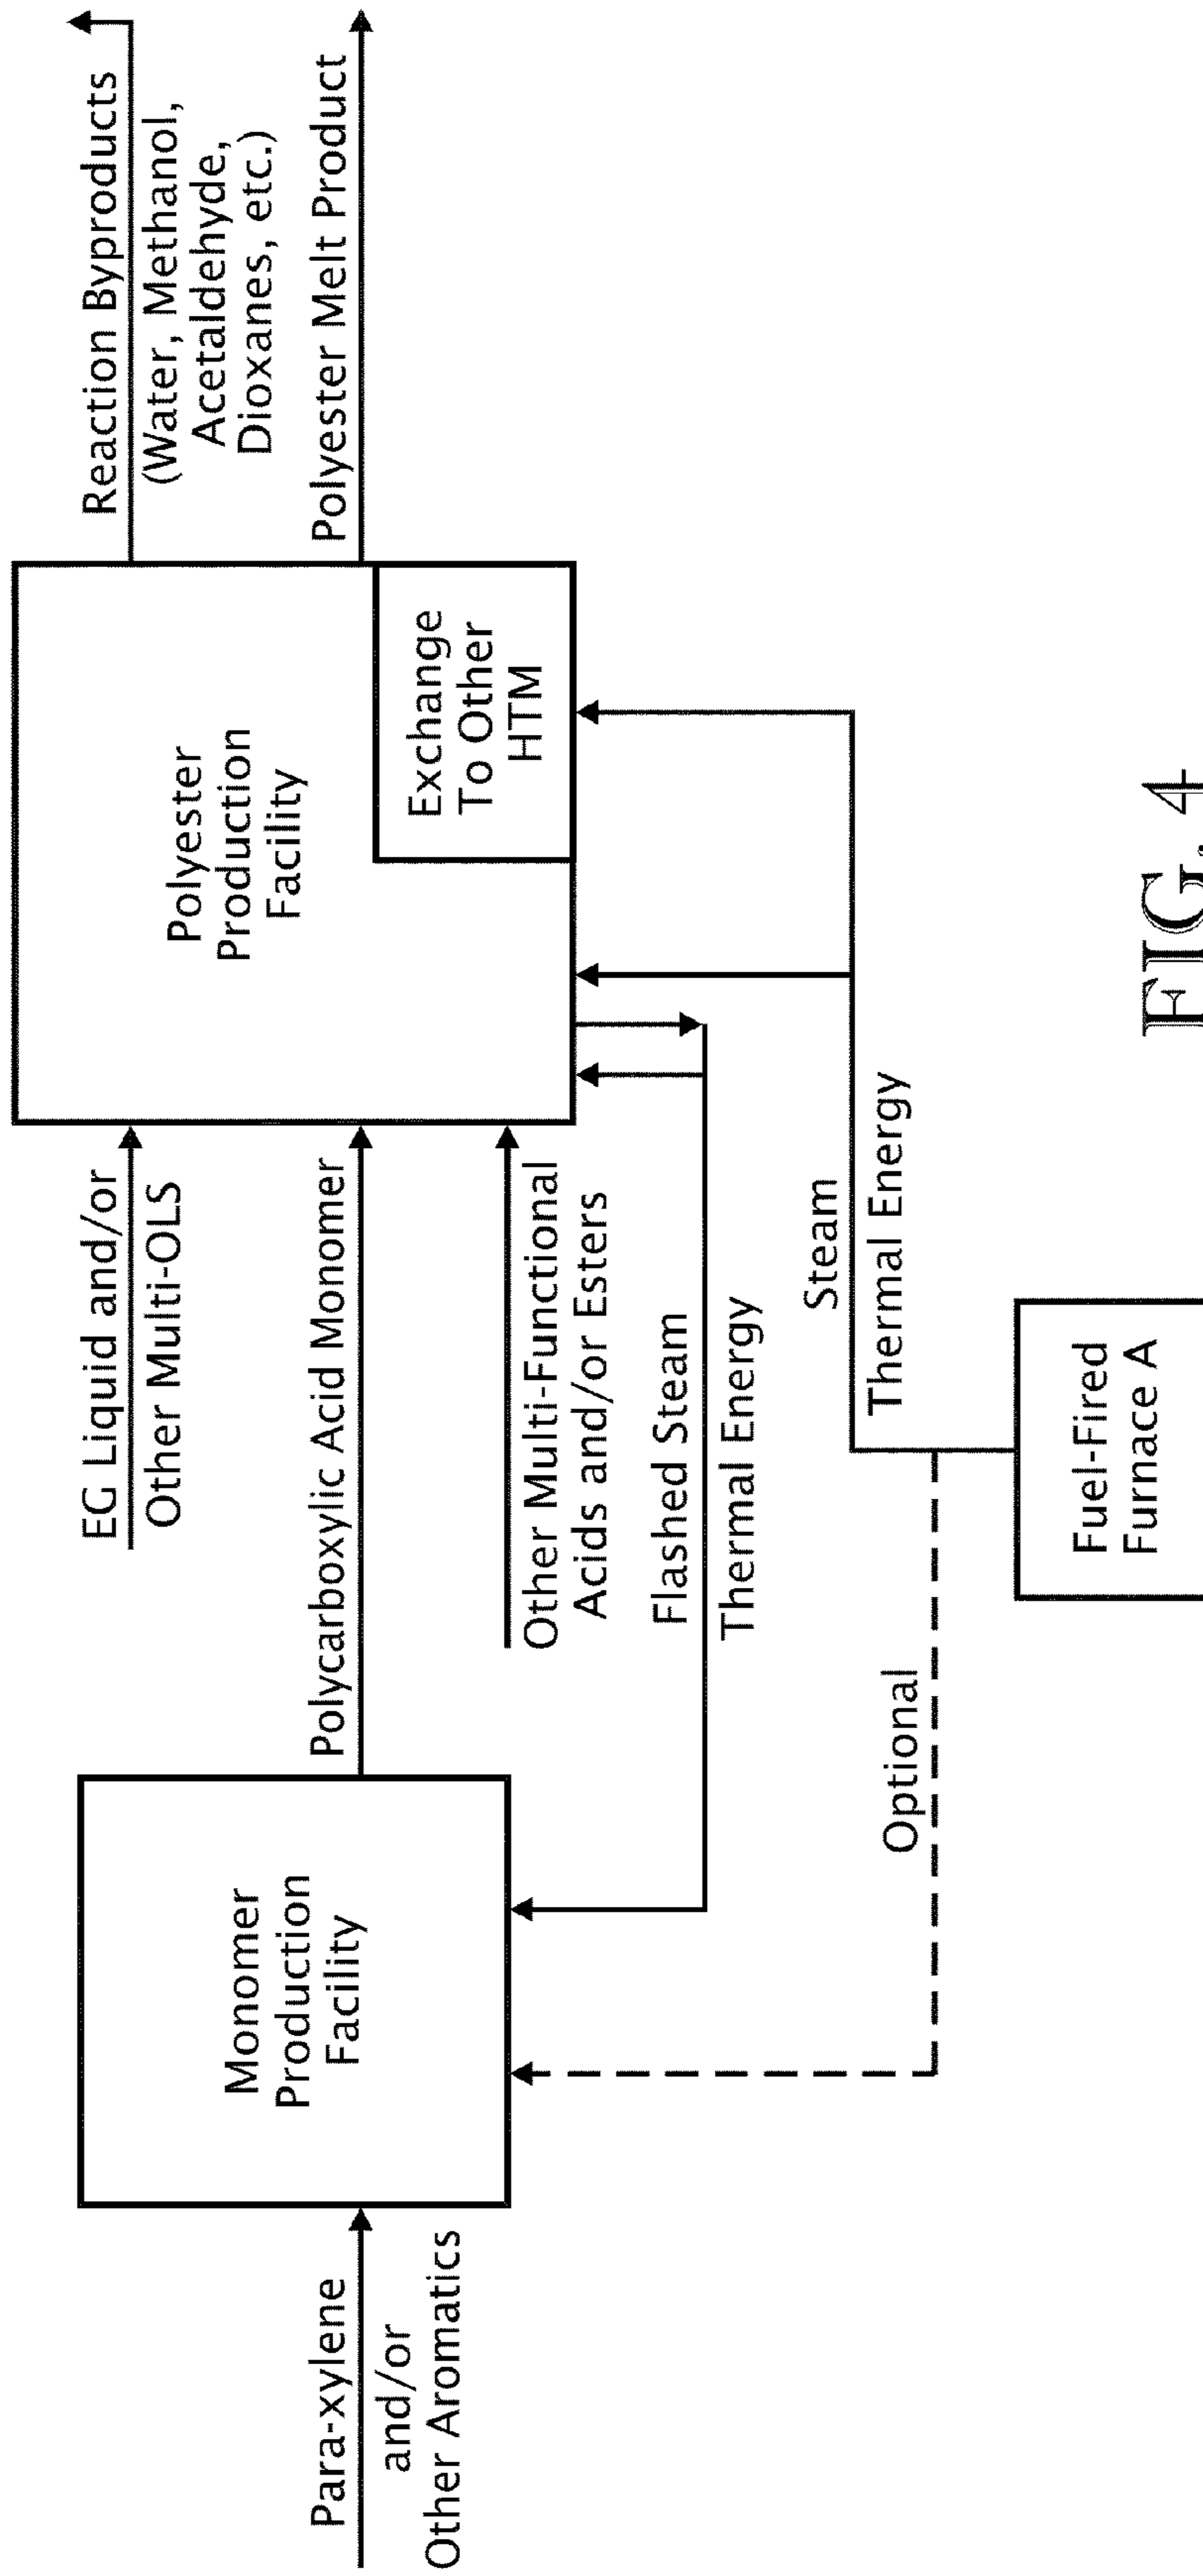 Para-xylene
and/or
Other Aromatics
Monomer
Production
Facility
Polycarboxylic Acid Monomer
EG Liquid and/or
Other Multi-OLS
Other Multi-Functional
Acids and/or Esters
Flashed Steam
Thermal Energy
Polyester
Production
Facility
Exchange
To Other
HTM
Reaction Byproducts
(Water, Methanol,
Acetaldehyde,
Dioxanes, etc.)
Polyester Melt Product
Steam
Thermal Energy
Optional
Fuel-Fired
Furnace A
FIG. 4